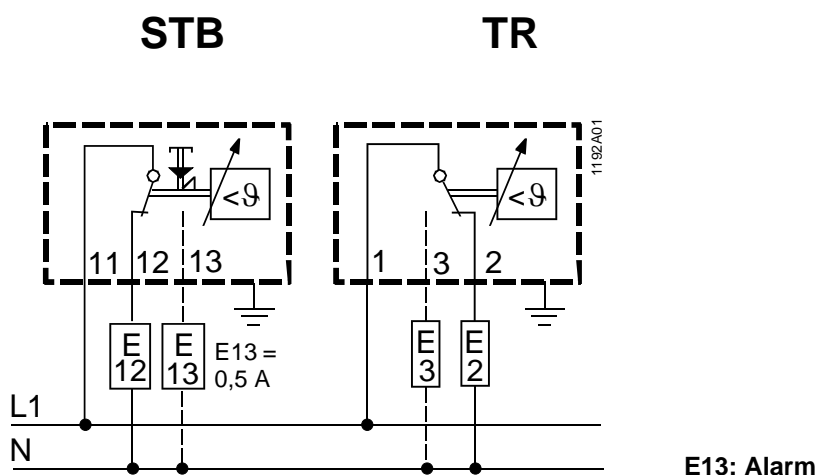 STB TR
1192A01
<ϑ <ϑ
11 12 13 1 3 2
E 12 E 13 E13 = 0,5 A E 3 E 2
L1
N
E13: Alarm